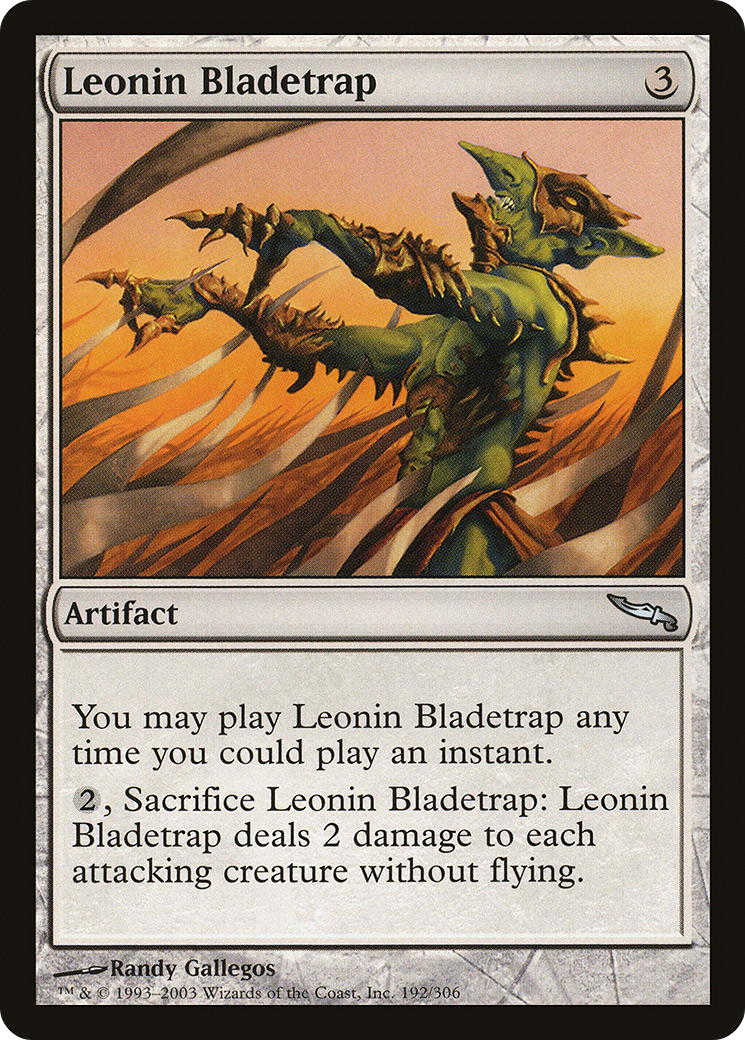 Leonin Bladetrap 3
Artifact
You may play Leonin Bladetrap any
time you could play an instant.
2, Sacrifice Leonin Bladetrap: Leonin
Bladetrap deals 2 damage to each
attacking creature without flying.
Randy Gallegos
™ & © 1993–2003 Wizards of the Coast, Inc. 192/306